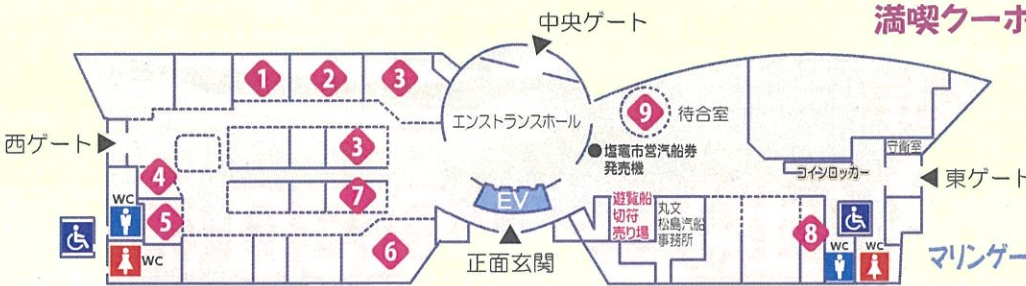 満喫クーポ
中央ゲート
1
2
3
9
待合室
エンストランスホール
西ゲート
3
●塩竈市営汽船券
発売機
守衛室
コインロッカー
4
7
東ゲート
WC
EV
遊覧船
切符
売り場
丸文
松島汽船
事務所
5
8
6
WC
WC
WC
正面玄関
マリンゲー